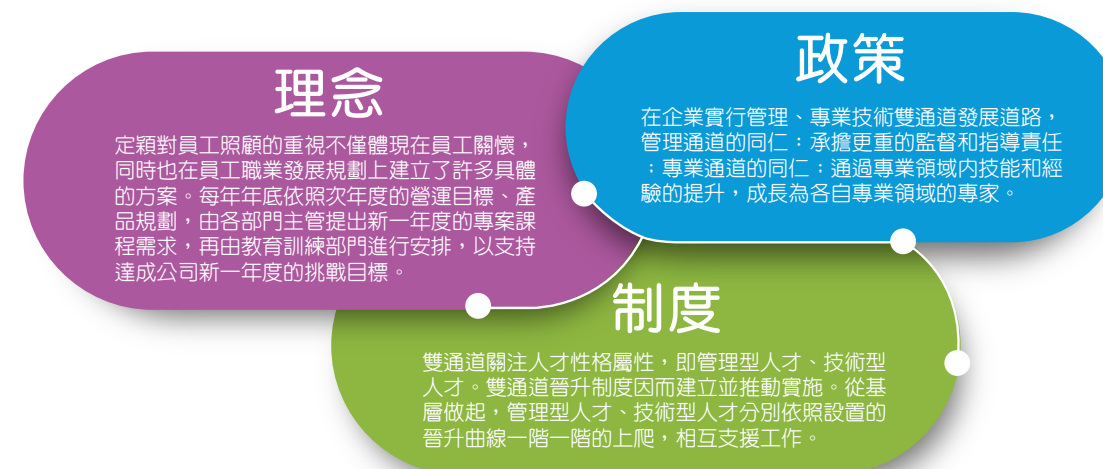 理念
定穎對員工照顧的重視不僅體現在員工關懷，
同時也在員工職業發展規劃上建立了許多具體
的方案。每年年底依照次年度的營運目標、產
品規劃，由各部門主管提出新一年度的專案課
程需求，再由教育訓練部門進行安排，以支持
達成公司新一年度的挑戰目標。
政策
在企業實行管理、專業技術雙通道發展道路，
管理通道的同仁：承擔更重的監督和指導責任
；專業通道的同仁：通過專業領域內技能和經
驗的提升，成長為各自專業領域的專家。
制度
雙通道關注人才性格屬性，即管理型人才、技術型
人才。雙通道晉升制度因而建立並推動實施。從基
層做起，管理型人才、技術型人才分別依照設置的
晉升曲線一階一階的上爬，相互支援工作。